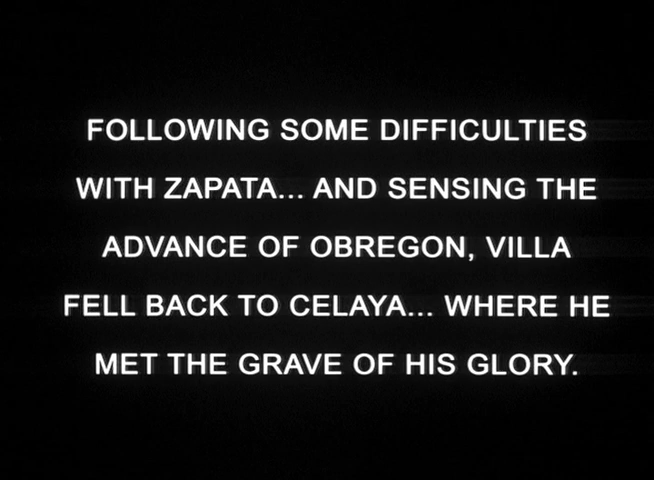 FOLLOWING SOME DIFFICULTIES
WITH ZAPATA... AND SENSING THE
ADVANCE OF OBREGON, VILLA
FELL BACK TO CELAYA... WHERE HE
MET THE GRAVE OF HIS GLORY.